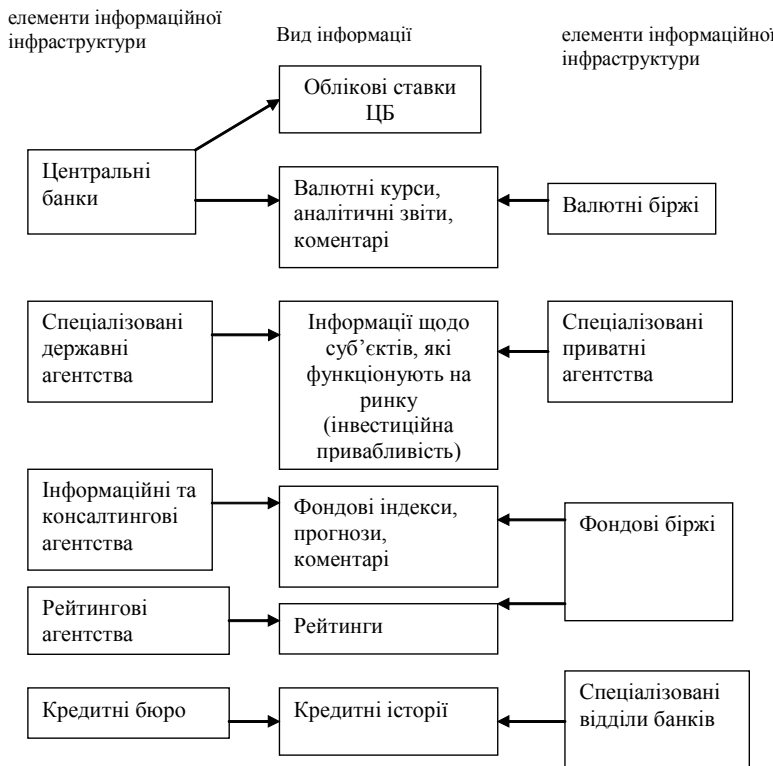 елементи інформаційної
інфраструктури
Вид інформації
елементи інформаційної
інфраструктури
Облікові ставки
ЦБ
Центральні
банки
Валютні курси,
аналітичні звіти,
коментарі
Валютні біржі
Спеціалізовані
державні
агентства
Інформації щодо
суб’єктів, які
функціонують на
ринку
(інвестиційна
привабливість)
Спеціалізовані
приватні
агентства
Інформаційні та
консалтингові
агентства
Фондові індекси,
прогнози,
коментарі
Фондові біржі
Рейтингові
агентства
Рейтинги
Кредитні бюро
Кредитні історії
Спеціалізовані
відділи банків